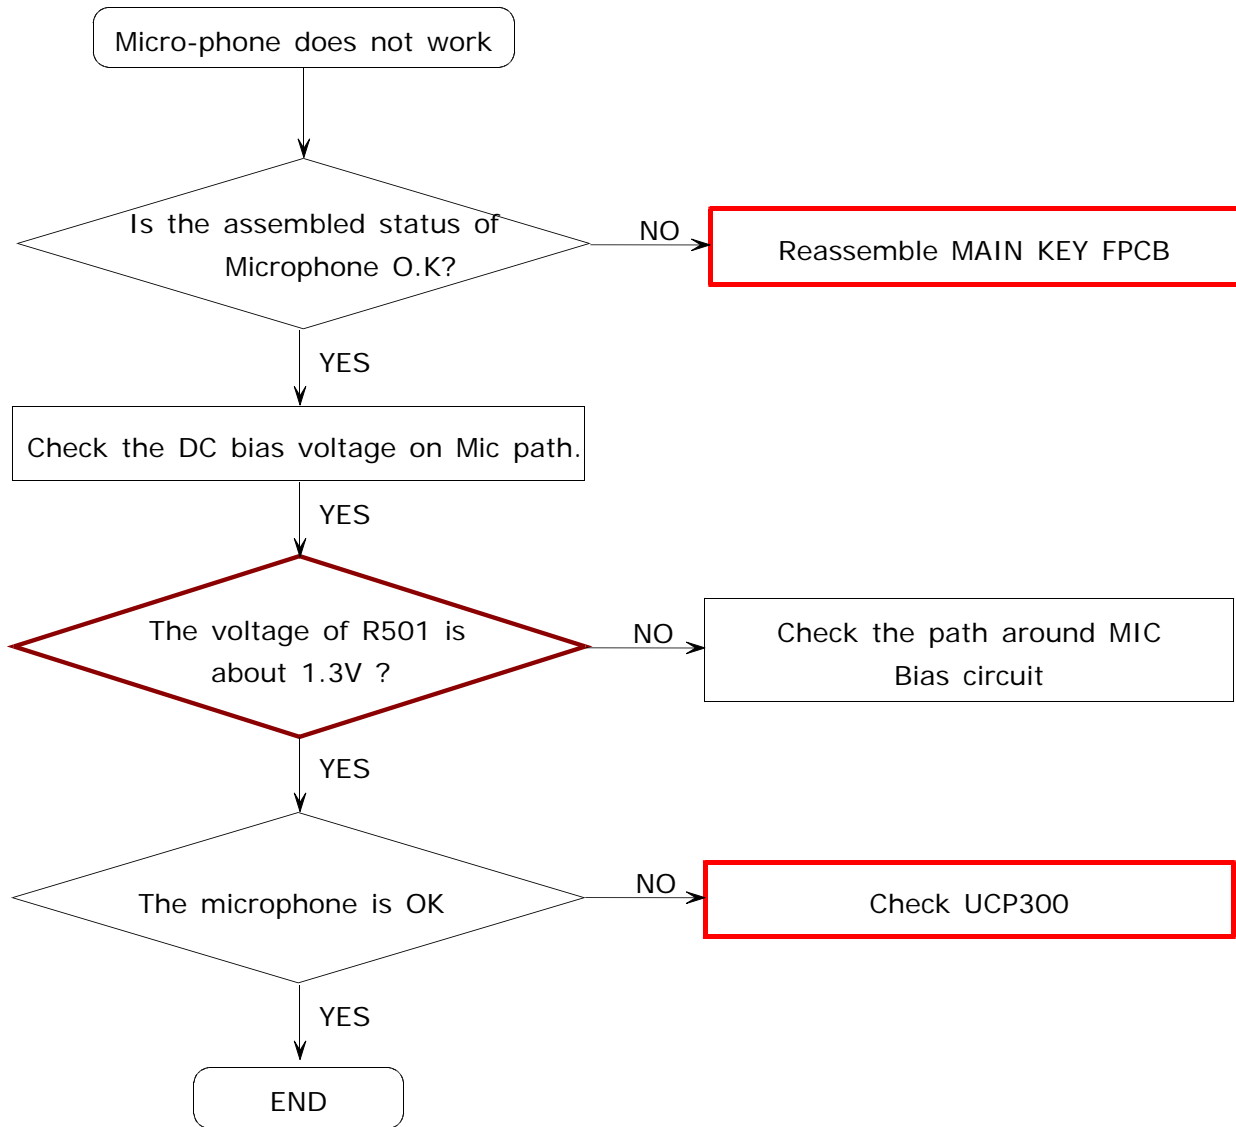 Micro-phone does not work
Is the assembled status of
Microphone O.K?
NO
Reassemble MAIN KEY FPCB
YES
Check the DC bias voltage on Mic path.
YES
The voltage of R501 is
about 1.3V ?
NO
Check the path around MIC
Bias circuit
YES
The microphone is OK
NO
Check UCP300
YES
END